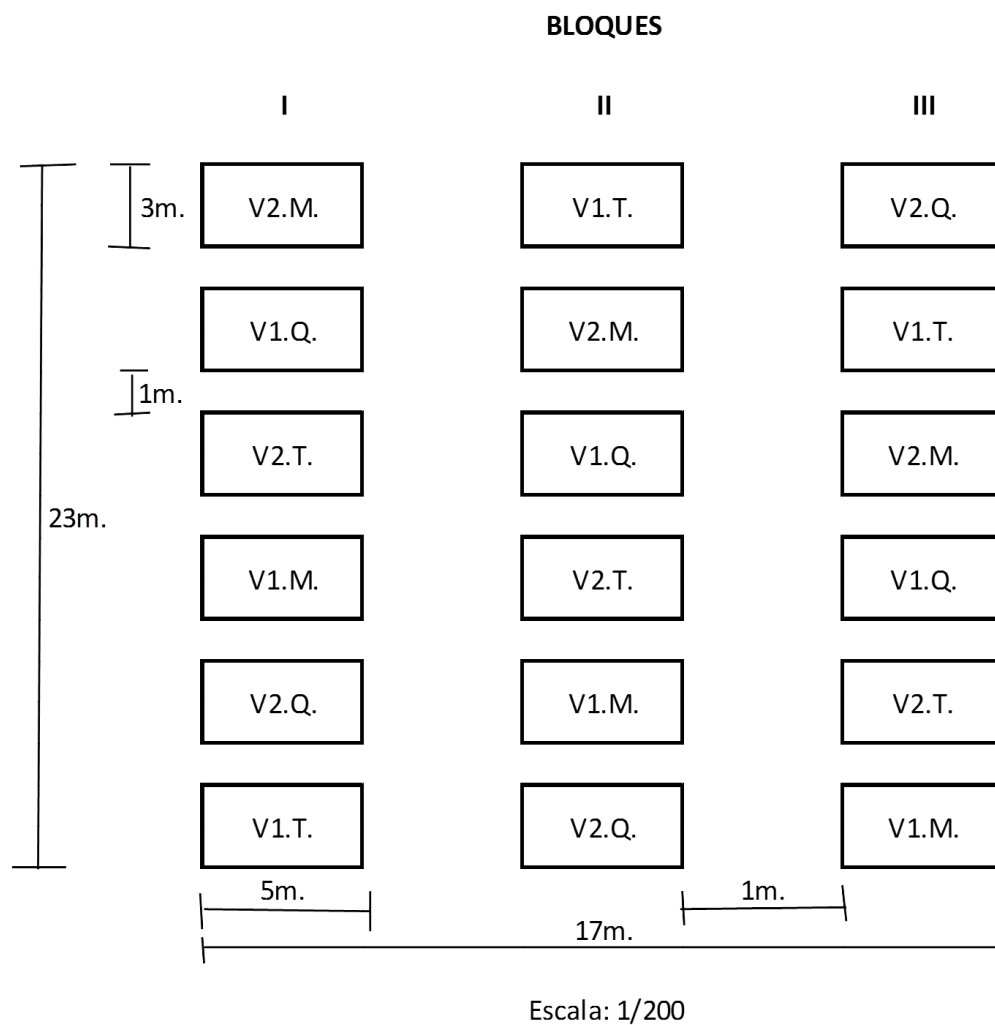 BLOQUES
I II III
3m. V2.M. V1.T. V2.Q.
V1.Q. V2.M. V1.T.
1m.
V2.T. V1.Q. V2.M.
23m.
V1.M. V2.T. V1.Q.
V2.Q. V1.M. V2.T.
V1.T. V2.Q. V1.M.
5m. 1m.
17m.
Escala: 1/200